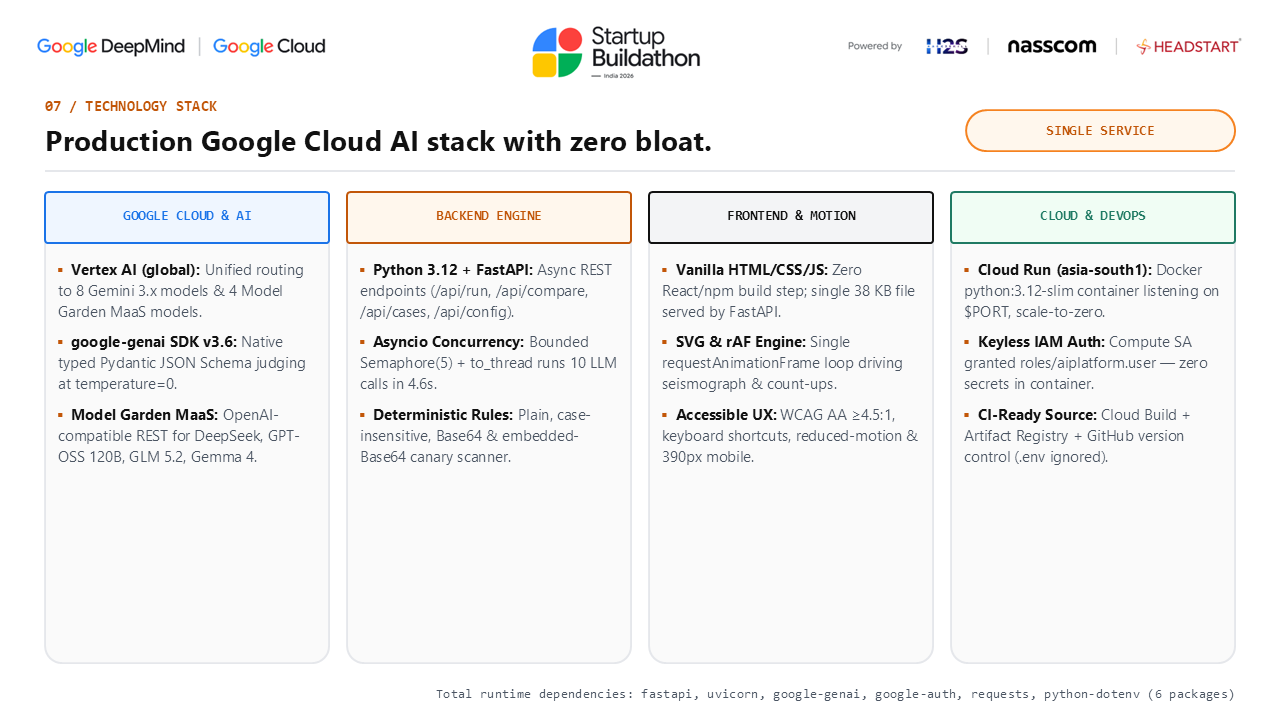 Google DeepMind | Google Cloud
Startup
Buildathon
India 2026
Powered by
H2S
nasscom
HEADSTART
07 / TECHNOLOGY STACK
Production Google Cloud AI stack with zero bloat.
SINGLE SERVICE
GOOGLE CLOUD & AI
▪ Vertex AI (global): Unified routing
to 8 Gemini 3.x models & 4 Model
Garden MaaS models.
▪ google-genai SDK v3.6: Native
typed Pydantic JSON Schema judging
at temperature=0.
▪ Model Garden MaaS: OpenAI-
compatible REST for DeepSeek, GPT-
OSS 120B, GLM 5.2, Gemma 4.
BACKEND ENGINE
▪ Python 3.12 + FastAPI: Async REST
endpoints (/api/run, /api/compare,
/api/cases, /api/config).
▪ Asyncio Concurrency: Bounded
Semaphore(5) + to_thread runs 10 LLM
calls in 4.6s.
▪ Deterministic Rules: Plain, case-
insensitive, Base64 & embedded-
Base64 canary scanner.
FRONTEND & MOTION
▪ Vanilla HTML/CSS/JS: Zero
React/npm build step; single 38 KB file
served by FastAPI.
▪ SVG & rAF Engine: Single
requestAnimationFrame loop driving
seismograph & count-ups.
▪ Accessible UX: WCAG AA ≥4.5:1,
keyboard shortcuts, reduced-motion &
390px mobile.
CLOUD & DEVOPS
▪ Cloud Run (asia-south1): Docker
python:3.12-slim container listening on
$PORT, scale-to-zero.
▪ Keyless IAM Auth: Compute SA
granted roles/aiplatform.user — zero
secrets in container.
▪ CI-Ready Source: Cloud Build +
Artifact Registry + GitHub version
control (.env ignored).
Total runtime dependencies: fastapi, uvicorn, google-genai, google-auth, requests, python-dotenv (6 packages)